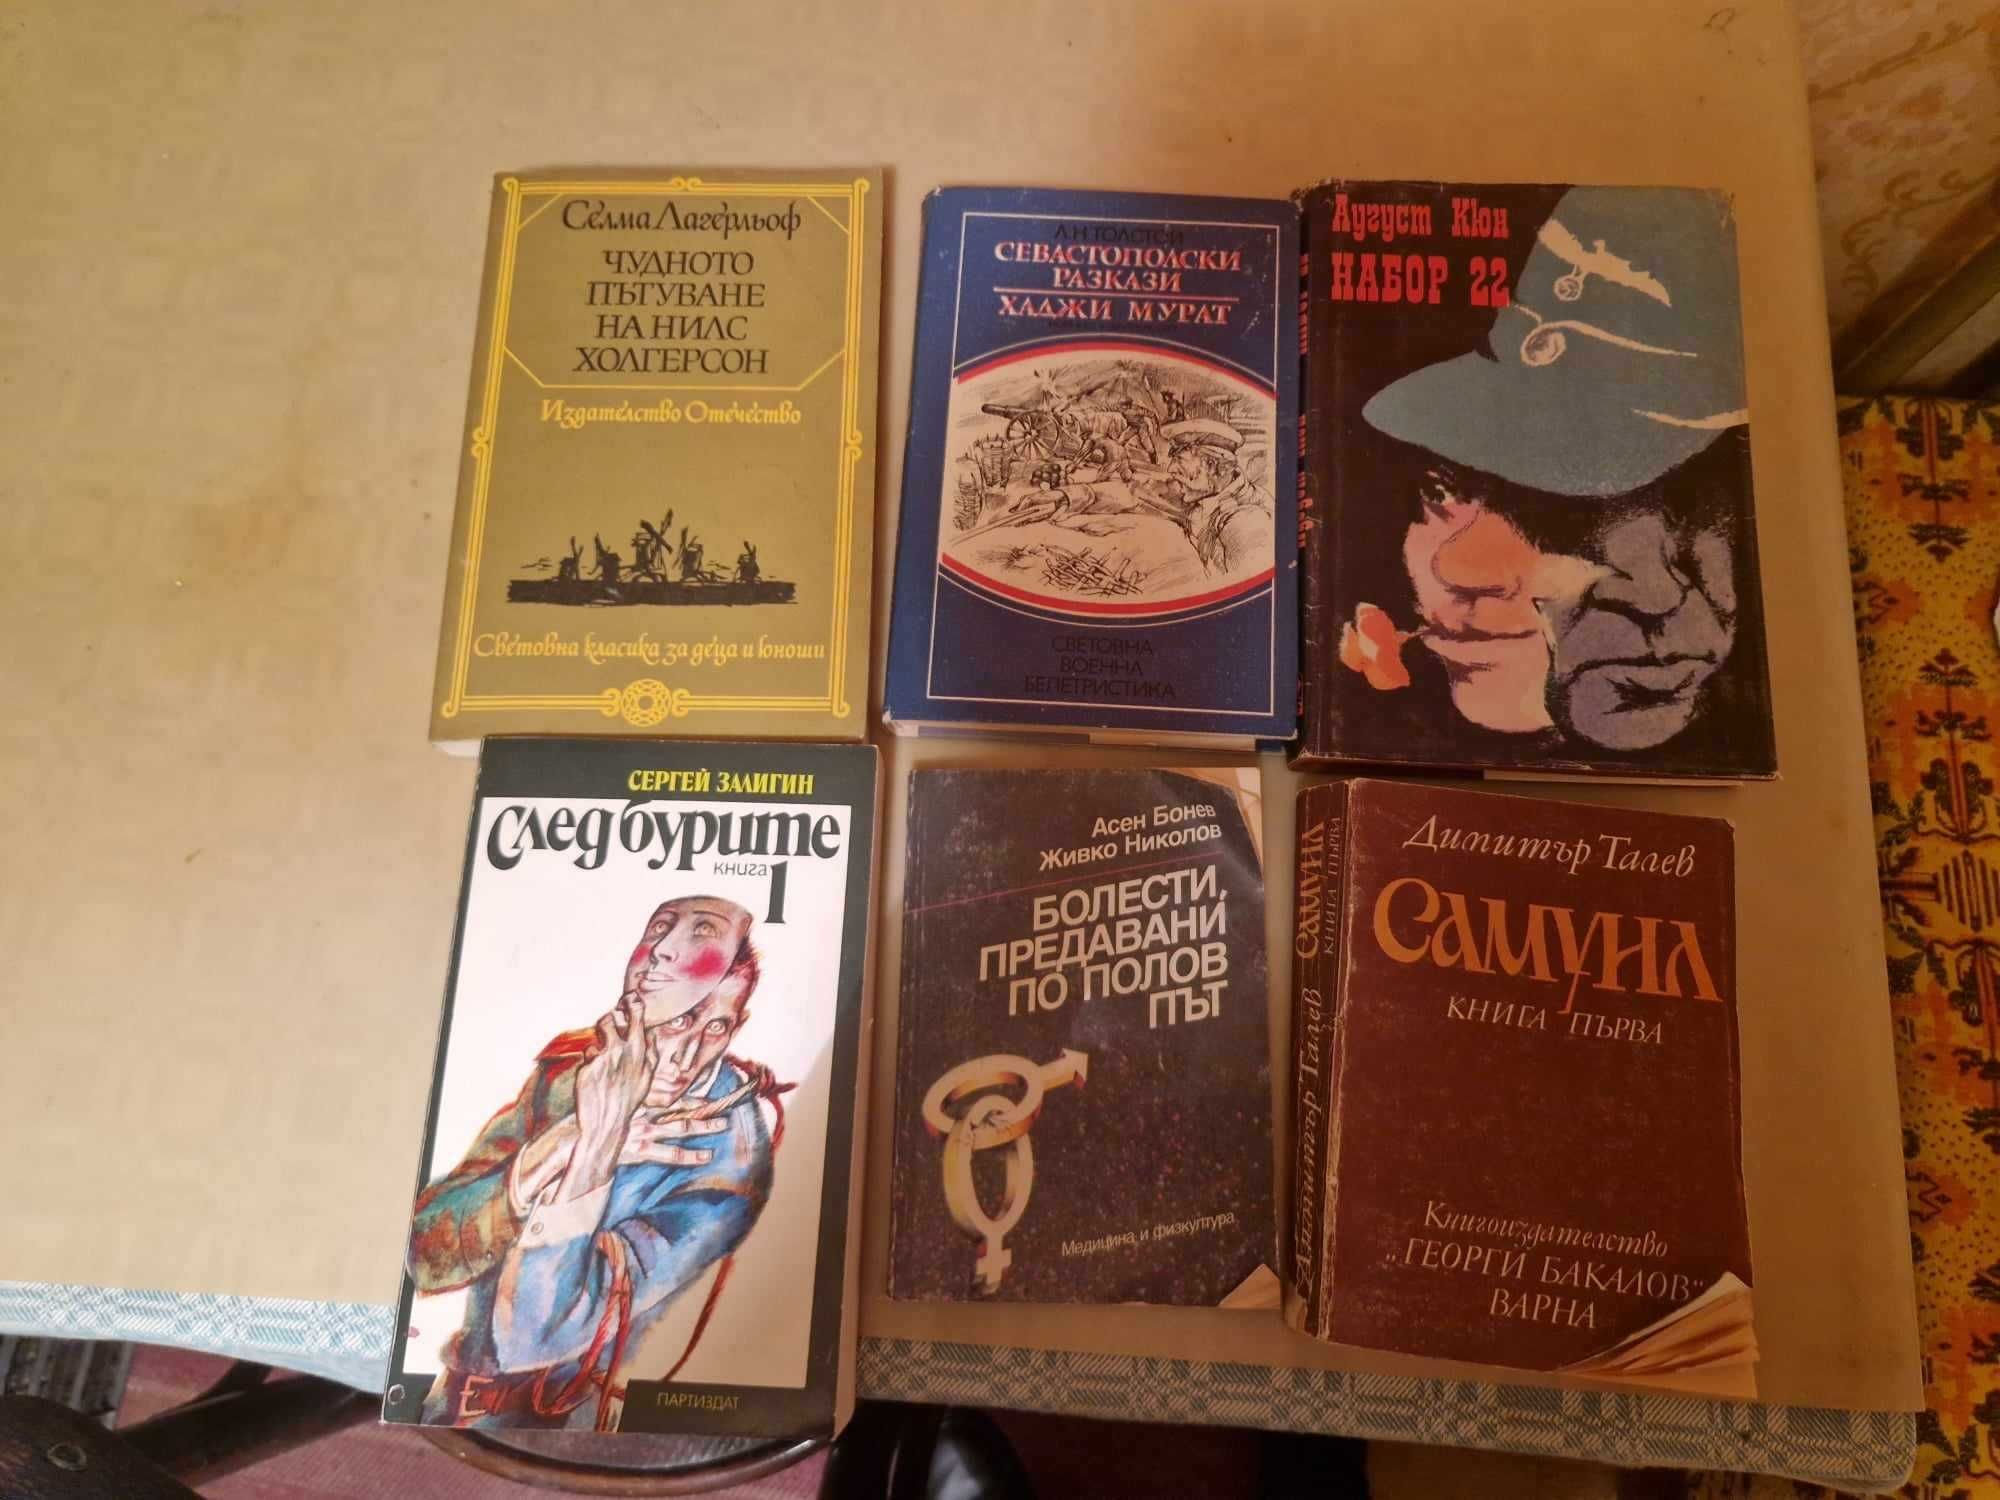 Селма Лагерльоф
ЧУДНОТО
ПЪТУВАНЕ
НА НИЛС
ХОЛГЕРСОН
Издателство Отечество
Световна класика за деца и юноши
Л.Н.ТОЛСТОЙ
СЕВАСТОПОЛСКИ
РАЗКАЗИ
ХАДЖИ МУРАТ
СВЕТОВНА
ВОЕННА
БЕЛЕТРИСТИКА
Аугуст Кюн
НАБОР 22
СЕРГЕЙ ЗАЛИГИН
След бурите
книга 1
ПАРТИЗДАТ
Асен Бонев
Живко Николов
БОЛЕСТИ,
ПРЕДАВАНИ
ПО ПОЛОВ
ПЪТ
Медицина и физкултура
Димитър Талев САМУИЛ
КНИГА ПЪРВА
Димитър Талев
САМУИЛ
КНИГА ПЪРВА
Книгоиздателство
„ГЕОРГИ БАКАЛОВ“
ВАРНА